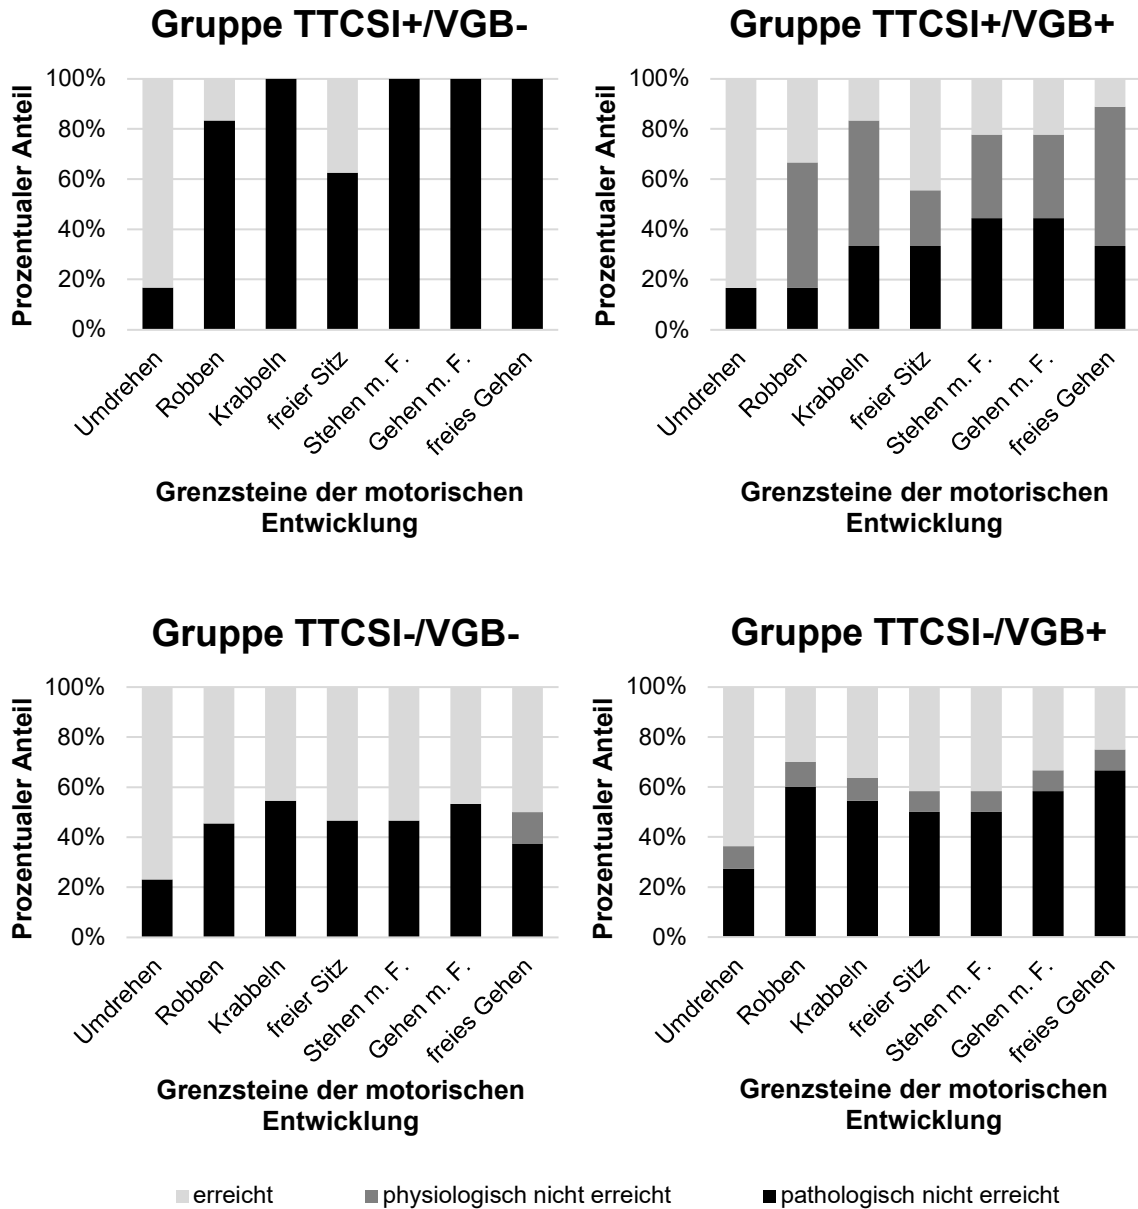 Gruppe TTCSI+/VGB-
Prozentualer Anteil
100%
80%
60%
40%
20%
0%
Umdrehen
Robben
Krabbeln
freier Sitz
Stehen m. F.
Gehen m. F.
freies Gehen
Grenzsteine der motorischen
Entwicklung
Gruppe TTCSI+/VGB+
Prozentualer Anteil
100%
80%
60%
40%
20%
0%
Umdrehen
Robben
Krabbeln
freier Sitz
Stehen m. F.
Gehen m. F.
freies Gehen
Grenzsteine der motorischen
Entwicklung
Gruppe TTCSI-/VGB-
Prozentualer Anteil
100%
80%
60%
40%
20%
0%
Umdrehen
Robben
Krabbeln
freier Sitz
Stehen m. F.
Gehen m. F.
freies Gehen
Grenzsteine der motorischen
Entwicklung
Gruppe TTCSI-/VGB+
Prozentualer Anteil
100%
80%
60%
40%
20%
0%
Umdrehen
Robben
Krabbeln
freier Sitz
Stehen m. F.
Gehen m. F.
freies Gehen
Grenzsteine der motorischen
Entwicklung
erreicht
physiologisch nicht erreicht
pathologisch nicht erreicht